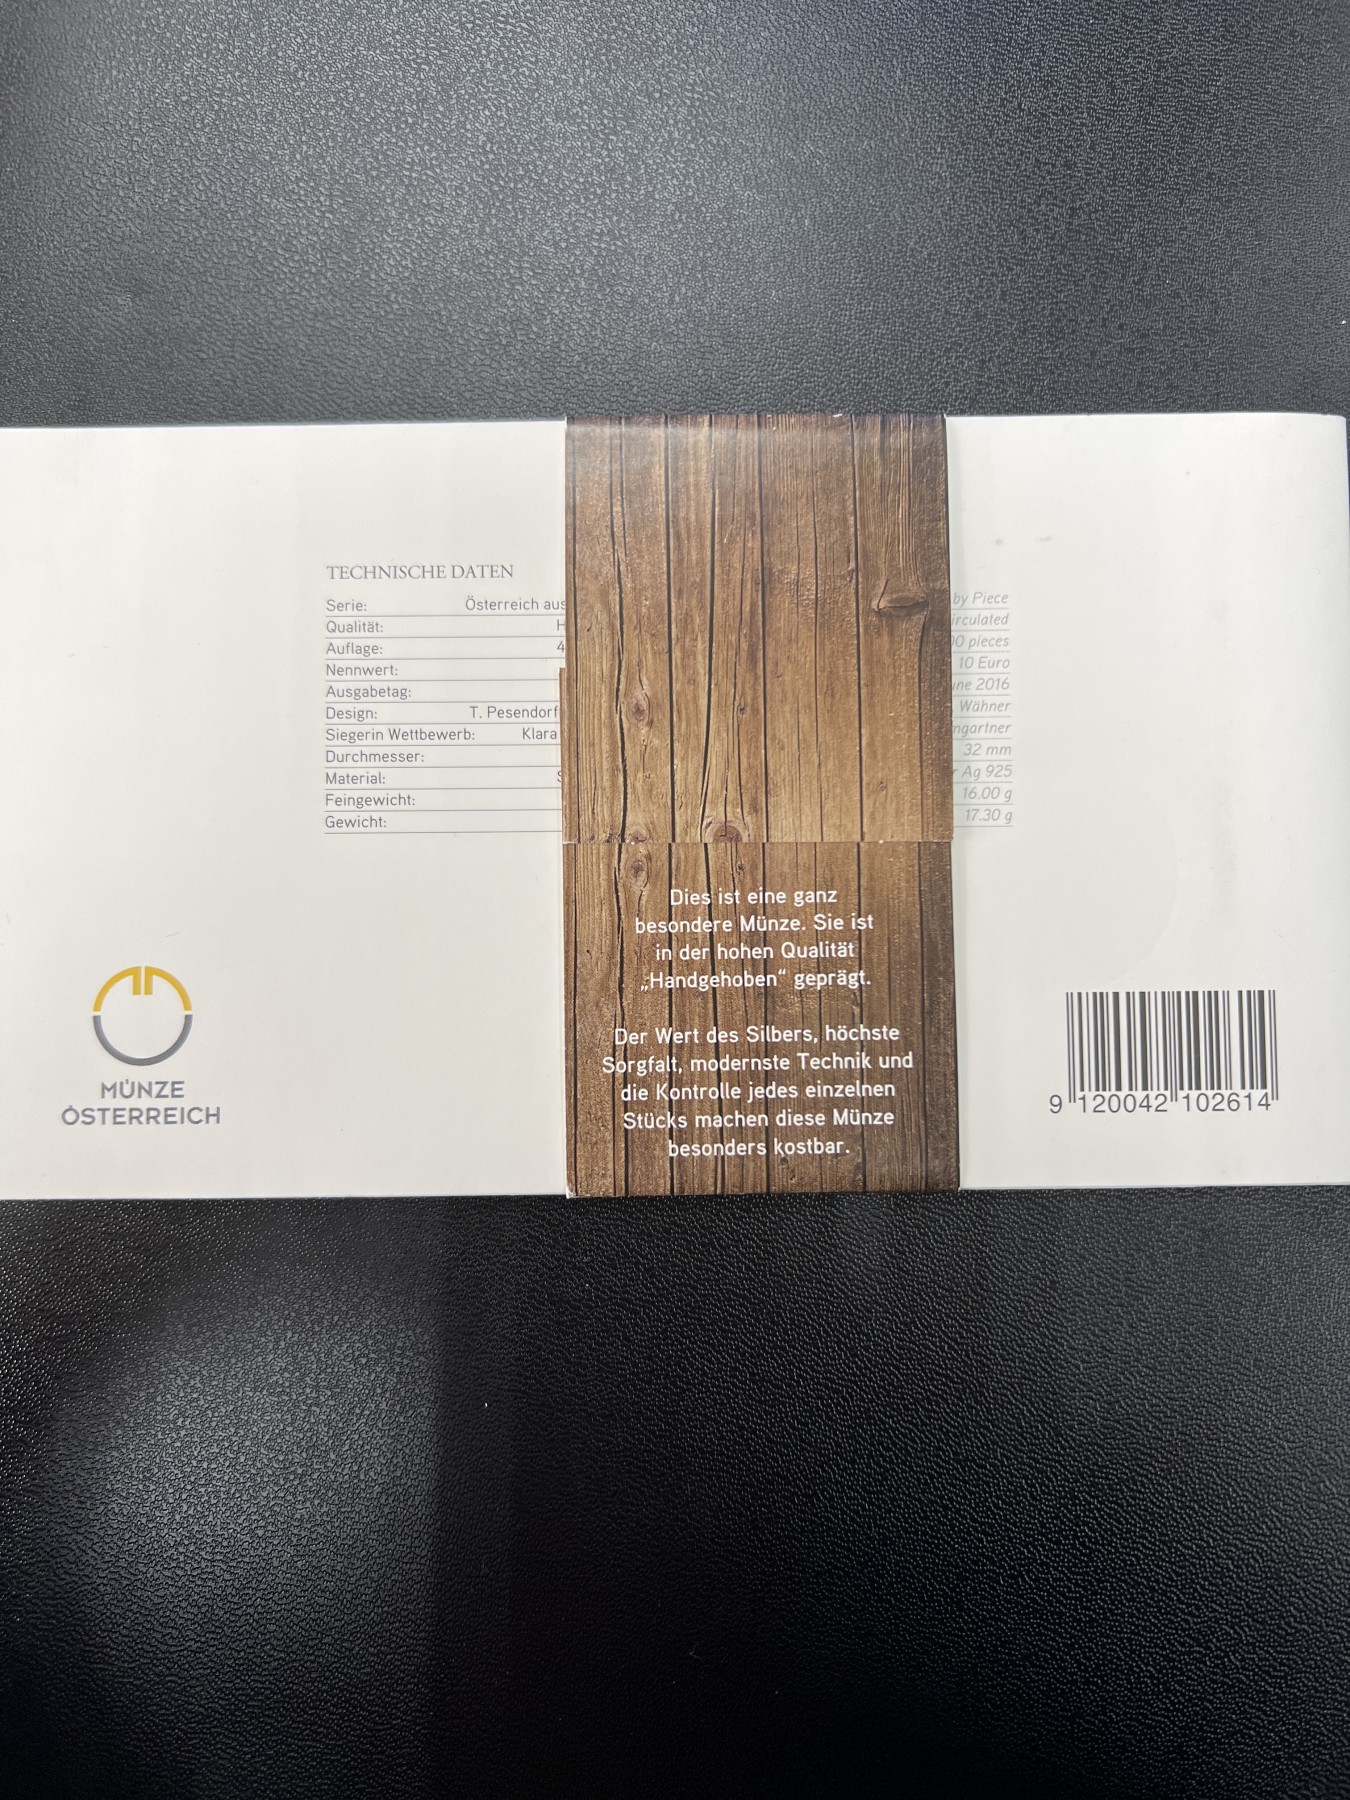 TECHNISCHE DATEN
Serie: Österreich aus
Qualität: H
Auflage: 4
Nennwert:
Ausgabetag:
Design: T. Pesendorf
Siegerin Wettbewerb: Klara
Durchmesser:
Material: S
Feingewicht:
Gewicht:
by Piece
irculated
00 pieces
10 Euro
une 2016
. Wähner
mgartner
32 mm
r Ag 925
16.00 g
17.30 g
Dies ist eine ganz
besondere Münze. Sie ist
in der hohen Qualität
„Handgehoben“ geprägt.
Der Wert des Silbers, höchste
Sorgfalt, modernste Technik und
die Kontrolle jedes einzelnen
Stücks machen diese Münze
besonders kostbar.
MÜNZE
ÖSTERREICH
9 120042 102614